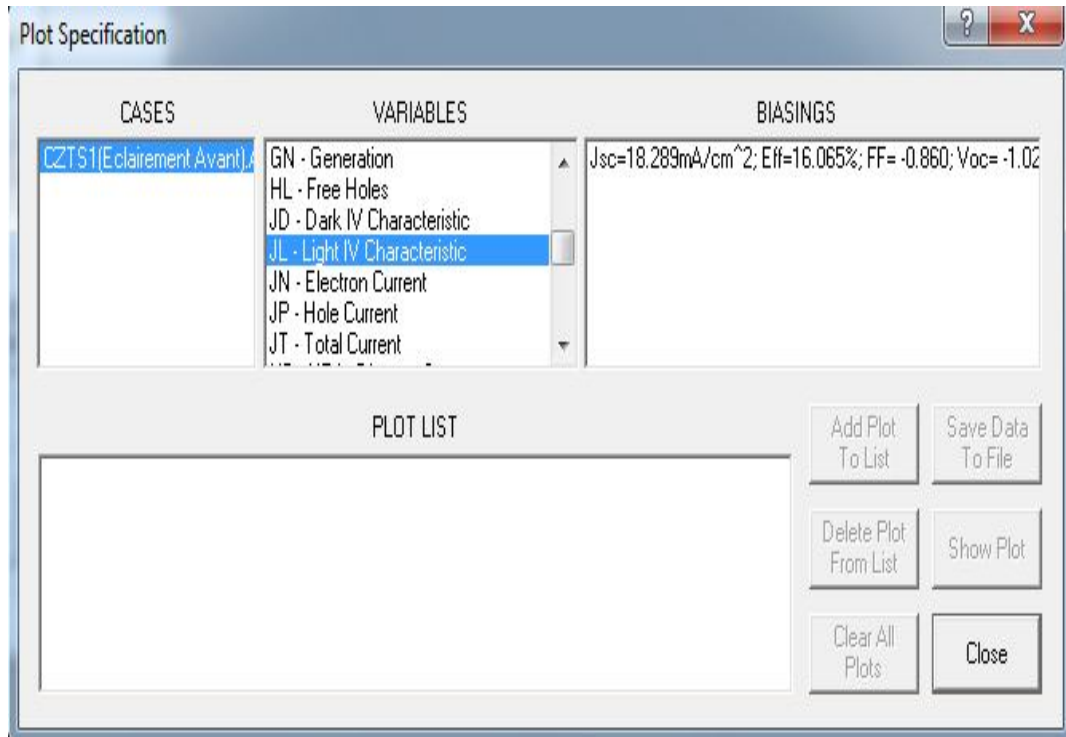 Plot Specification
CASES
VARIABLES
BIASINGS
CZTS1(Eclairement Avant).
GN - Generation
HL - Free Holes
JD - Dark IV Characteristic
JL - Light IV Characteristic
JN - Electron Current
JP - Hole Current
JT - Total Current
Jsc=18.289mA/cm^2; Eff=16.065%; FF= -0.860; Voc= -1.02
PLOT LIST
Add Plot
To List
Save Data
To File
Delete Plot
From List
Show Plot
Clear All
Plots
Close